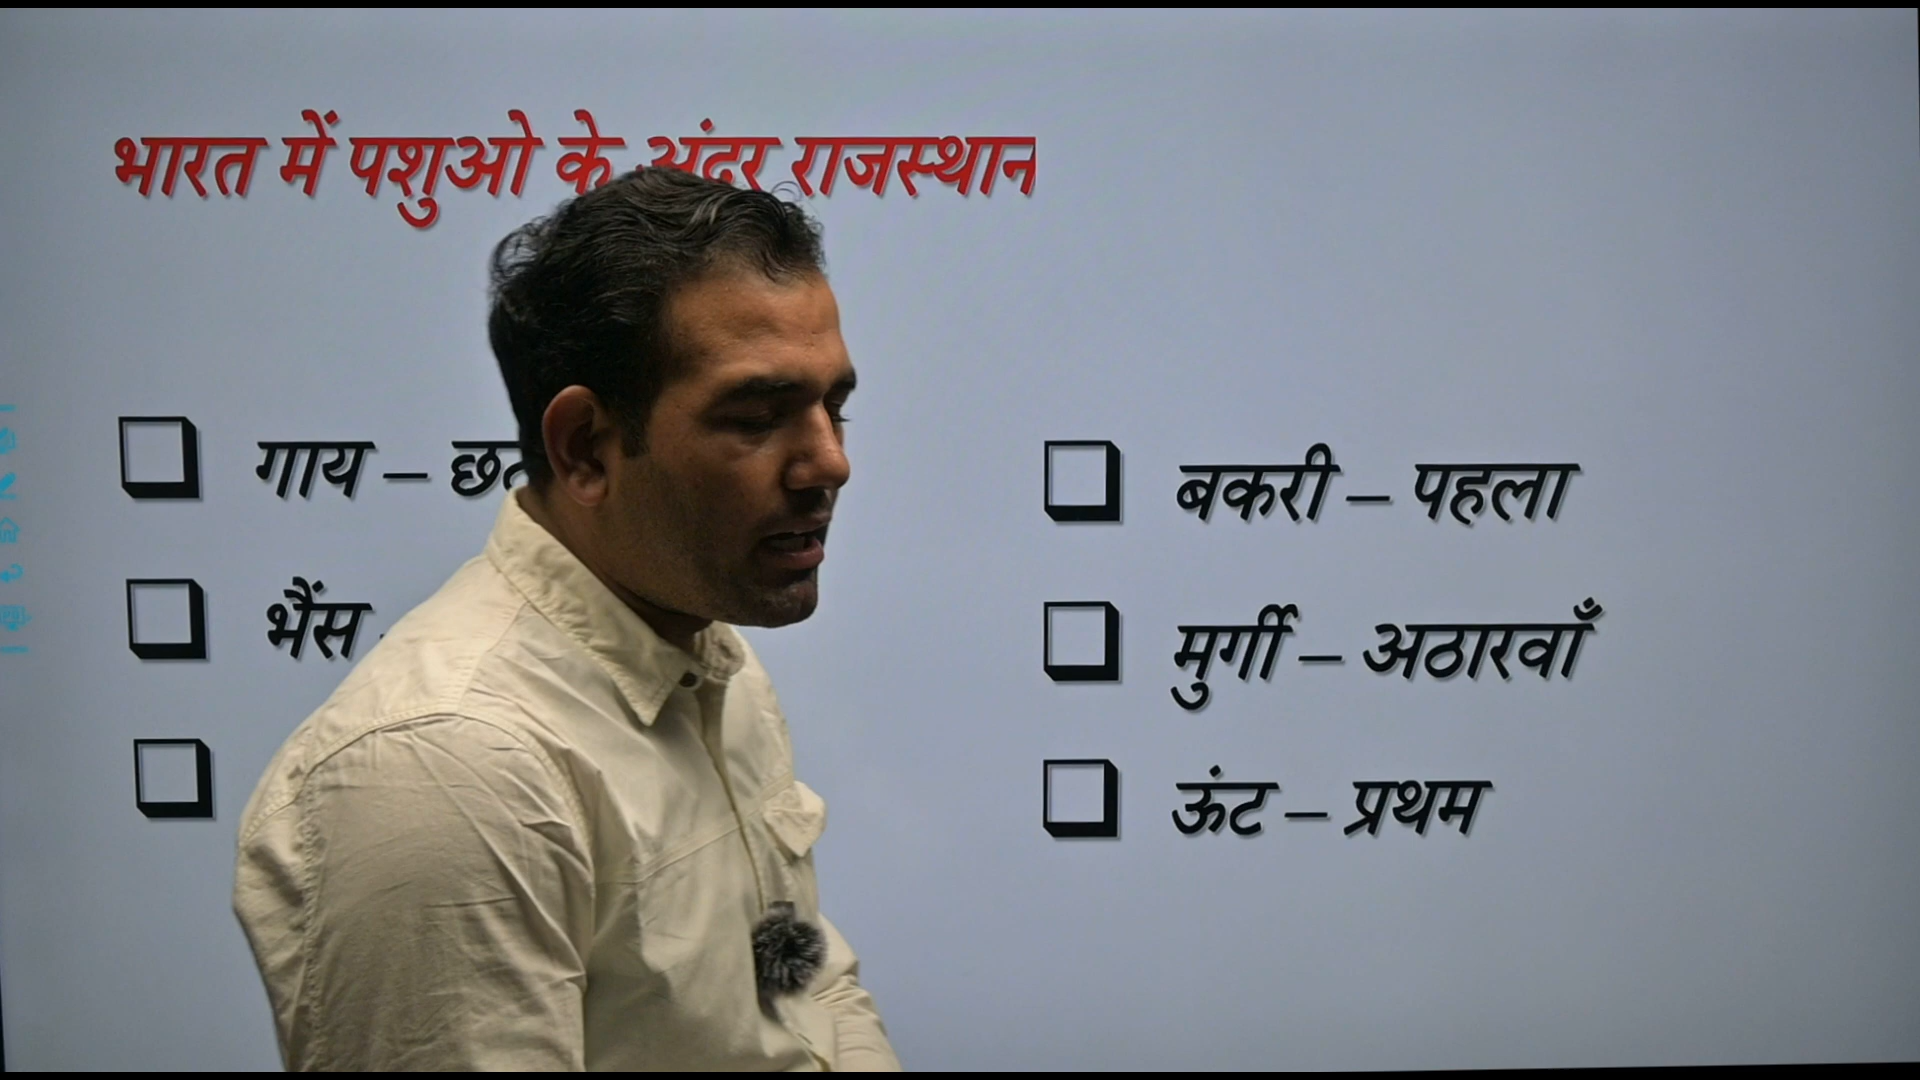 भारत में पशुओ के अंदर राजस्थान
गाय –
भैंस
बकरी – पहला
मुर्गी – अठारवाँ
ऊंट – प्रथम